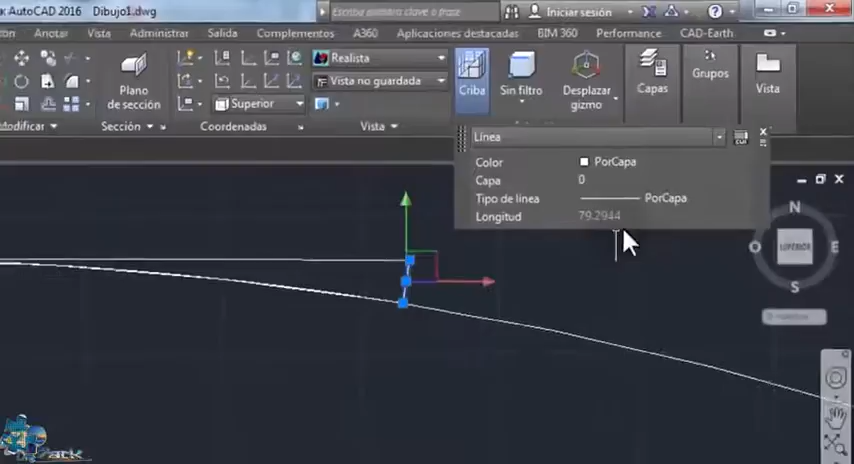 AutoCAD 2016 Dibujo1.dwg
Escriba palabra clave o frase
Iniciar sesión
Anotar Vista Administrar Salida Complementos A360 Aplicaciones destacadas BIM 360 Performance CAD-Earth
Plano
de sección
Realista
Vista no guardada
Superior
Criba
Sin filtro
Desplazar
gizmo
Capas
Grupos
Vista
Modificar Sección Coordenadas Vista
Línea
Color PorCapa
Capa 0
Tipo de línea PorCapa
Longitud 79.2944
N
O SUPERIOR E
S